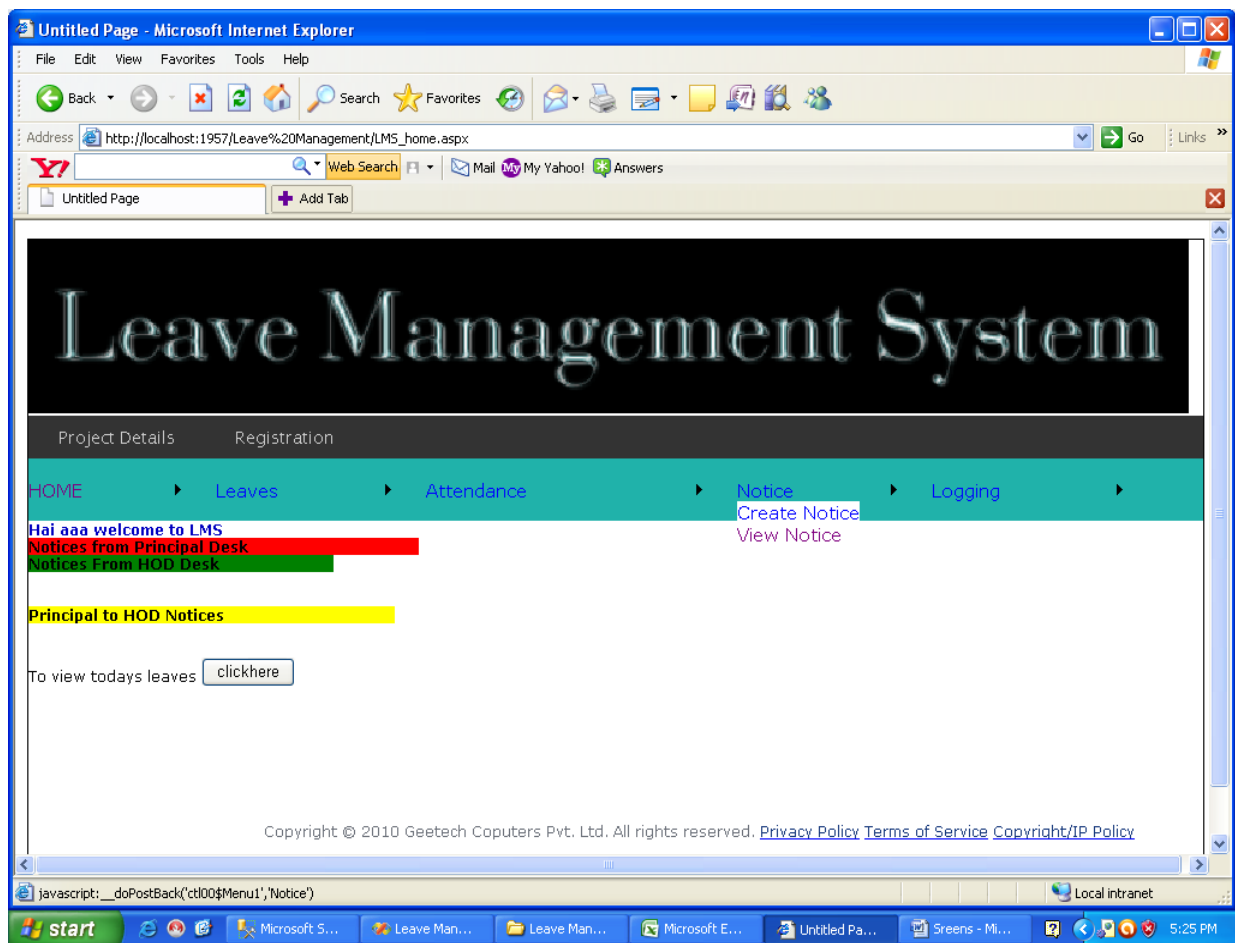 Untitled Page - Microsoft Internet Explorer
File Edit View Favorites Tools Help
Back Search Favorites
Address http://localhost:1957/Leave%20Management/LMS_home.aspx Go Links »
Y! Web Search Mail My My Yahoo! Answers
Untitled Page Add Tab
Leave Management System
Project Details Registration
HOME Leaves Attendance Notice Logging
Create Notice
Hai aaa welcome to LMS
View Notice
Notices from Principal Desk
Notices From HOD Desk
Principal to HOD Notices
To view todays leaves clickhere
Copyright © 2010 Geetech Coputers Pvt. Ltd. All rights reserved. Privacy Policy Terms of Service Copyright/IP Policy
javascript:__doPostBack('ctl00$Menu1','Notice') Local intranet
start Microsoft S... Leave Man... Leave Man... Microsoft E... Untitled Pa... Sreens - Mi... 5:25 PM